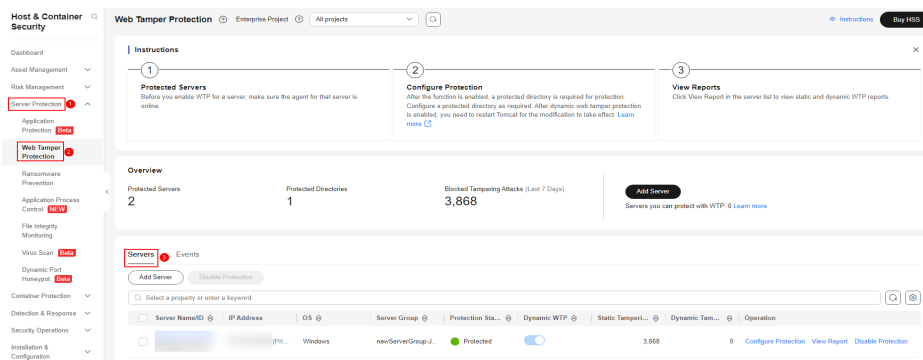 Host & Container
Security
Web Tamper Protection Enterprise Project All projects
Instructions Buy HSS
Dashboard
Asset Management
Risk Management
Server Protection 1
Application
Protection Beta
Web Tamper
Protection 2
Ransomware
Prevention
Application Process
Control NEW
File Integrity
Monitoring
Virus Scan Beta
Dynamic Port
Honeypot Beta
Container Protection
Detection & Response
Security Operations
Installation &
Configuration
Instructions
1
Protected Servers
Before you enable WTP for a server, make sure the agent for that server is
online.
2
Configure Protection
After the function is enabled, a protected directory is required for protection.
Configure a protected directory as required. After dynamic web tamper protection
is enabled, you need to restart Tomcat for the modification to take effect. Learn
more
3
View Reports
Click View Report in the server list to view static and dynamic WTP reports.
Overview
Protected Servers
2
Protected Directories
1
Blocked Tampering Attacks (Last 7 Days)
3,868
Add Server
Servers you can protect with WTP: 0 Learn more
Servers 3 Events
Add Server Disable Protection
Select a property or enter a keyword.
Server Name/ID IP Address OS Server Group Protection Sta... Dynamic WTP Static Tamperi... Dynamic Tam... Operation
(Pri... Windows newServerGroup-J... Protected 3,868 0 Configure Protection View Report Disable Protection